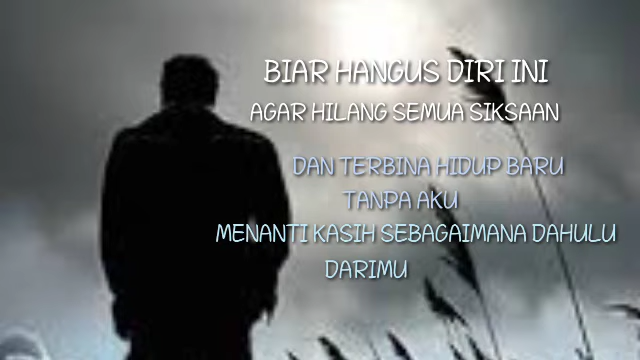 BIAR HANGUS DIRI INI
AGAR HILANG SEMUA SIKSAAN
DAN TERBINA HIDUP BARU
TANPA AKU
MENANTI KASIH SEBAGAIMANA DAHULU
DARIMU